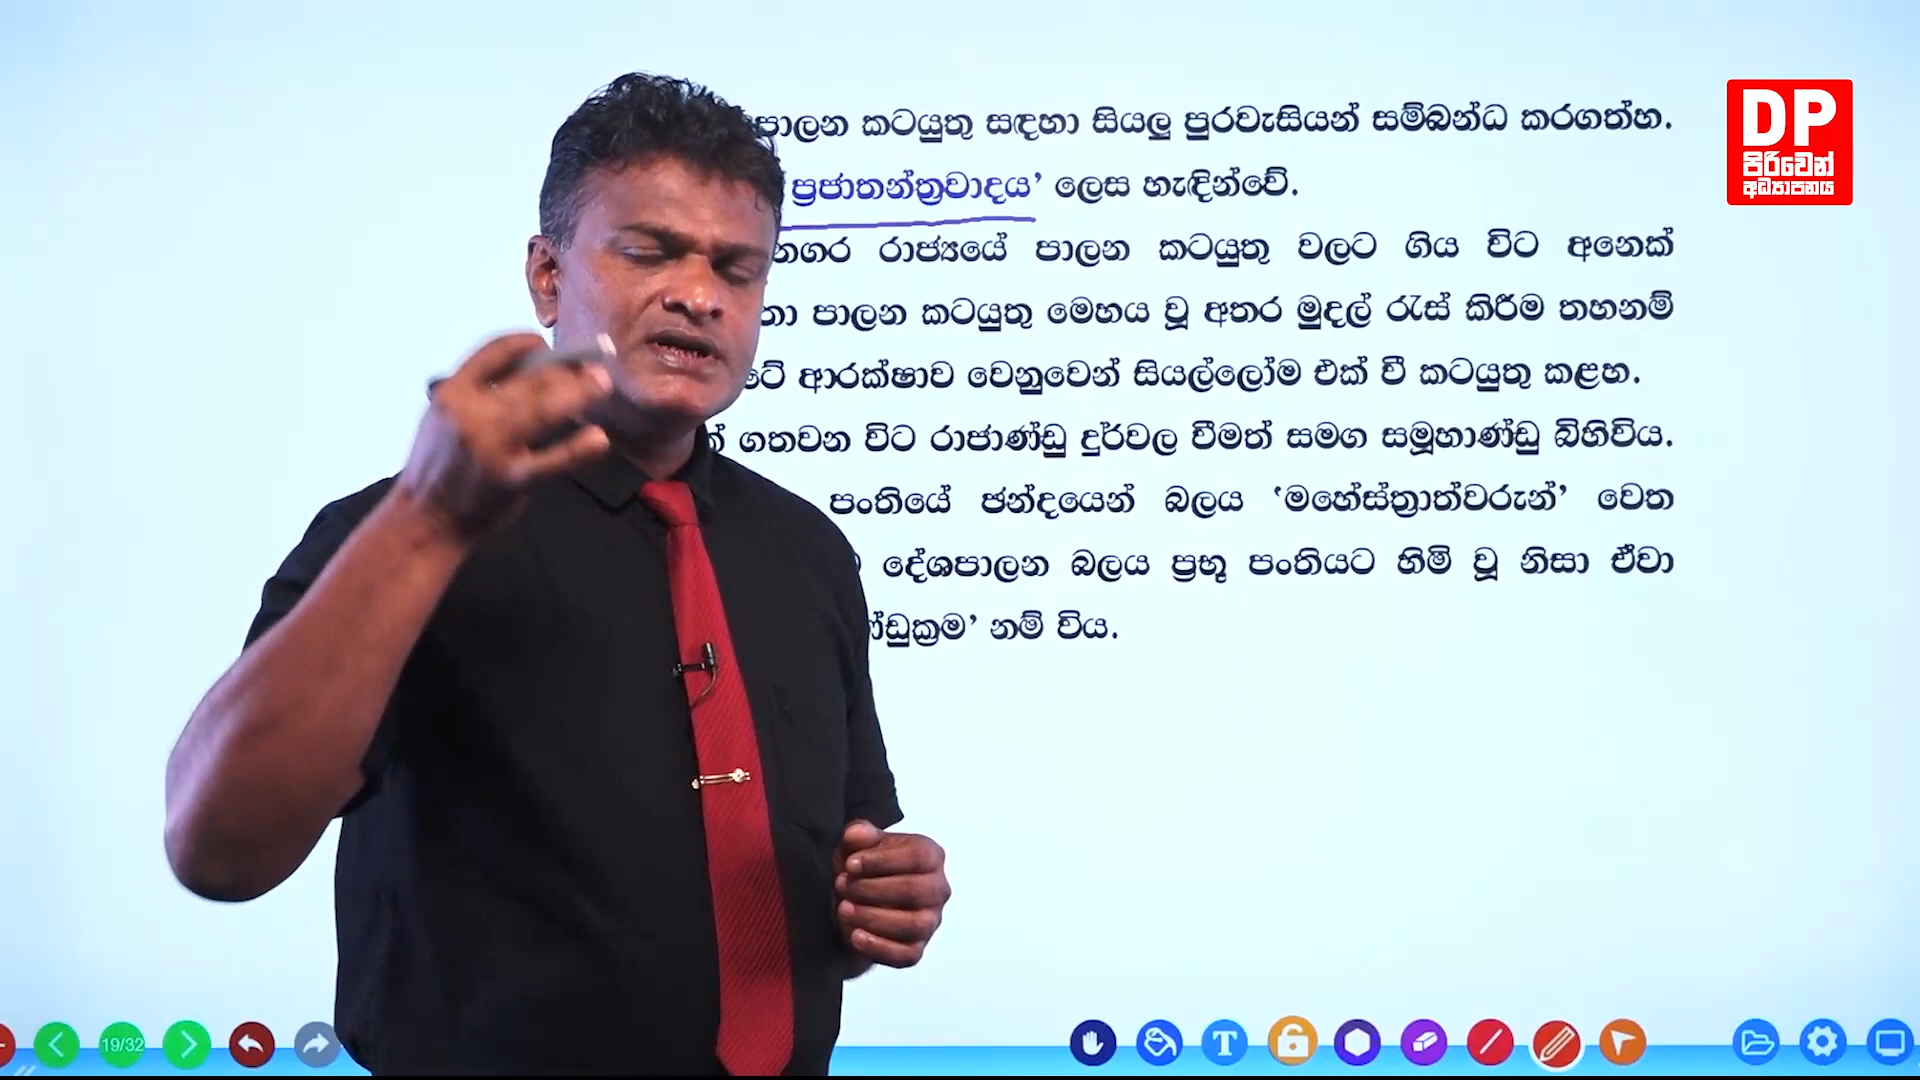 පාලන කටයුතු සඳහා සියලු පුරවැසියන් සම්බන්ධ කරගත්හ.
ප්‍රජාතන්ත්‍රවාදය’ ලෙස හැඳින්වේ.
නගර රාජ්‍යයේ පාලන කටයුතු වලට ගිය විට අනෙක්
පාලන කටයුතු මෙහය වූ අතර මුදල් රැස් කිරීම තහනම්
ආරක්ෂාව වෙනුවෙන් සියල්ලෝම එක් වී කටයුතු කළහ.
ගතවන විට රාජාණ්ඩු දුර්වල වීමත් සමග සමූහාණ්ඩු බිහිවිය.
පංතියේ ඡන්දයෙන් බලය ‘මහේස්ත්‍රාත්වරුන්’ වෙත
දේශපාලන බලය ප්‍රභූ පංතියට හිමි වූ නිසා ඒවා
ණ්ඩුක්‍රම’ නම් විය.
DP
පිරිවෙන්
අධ්‍යාපනය
19/32
T